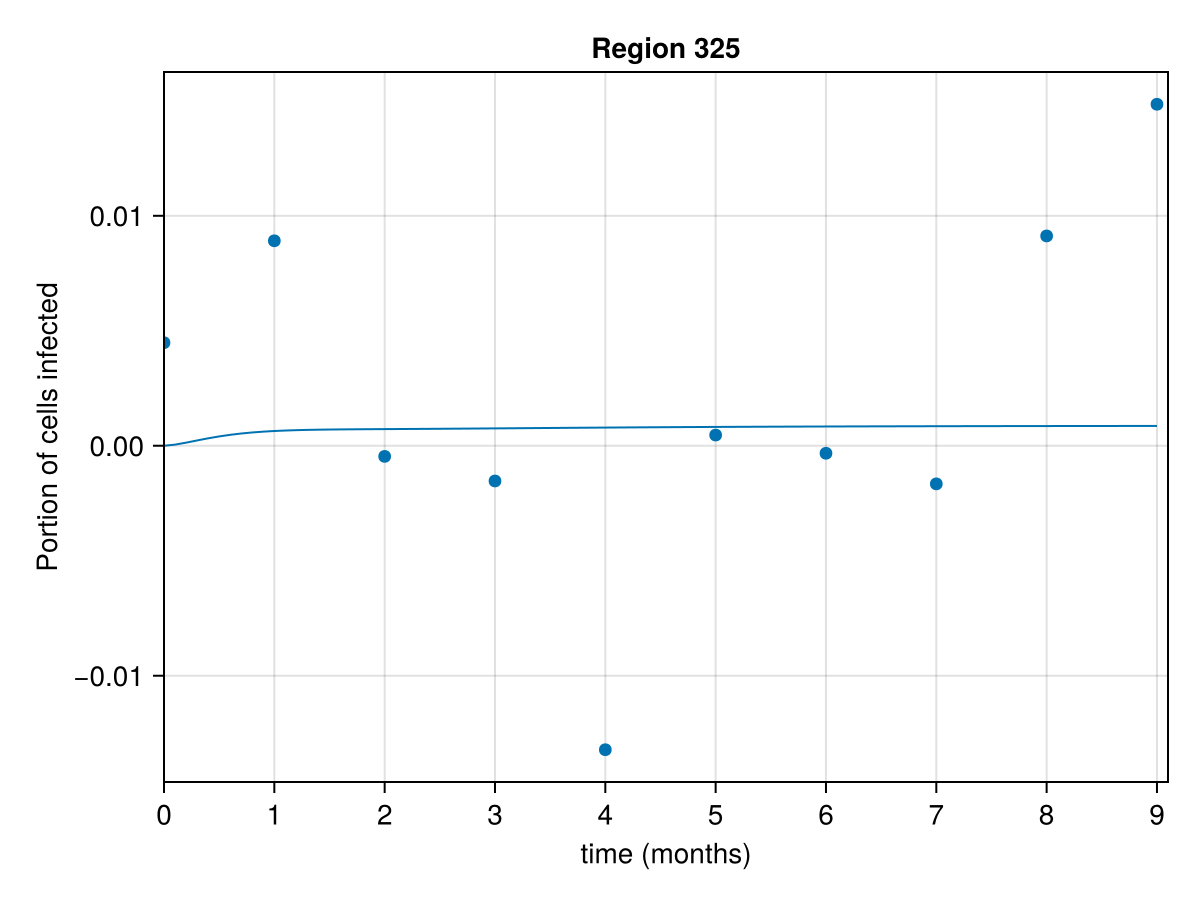 Region 325
Portion of cells infected
0.01
0.00
−0.01
0 1 2 3 4 5 6 7 8 9
time (months)